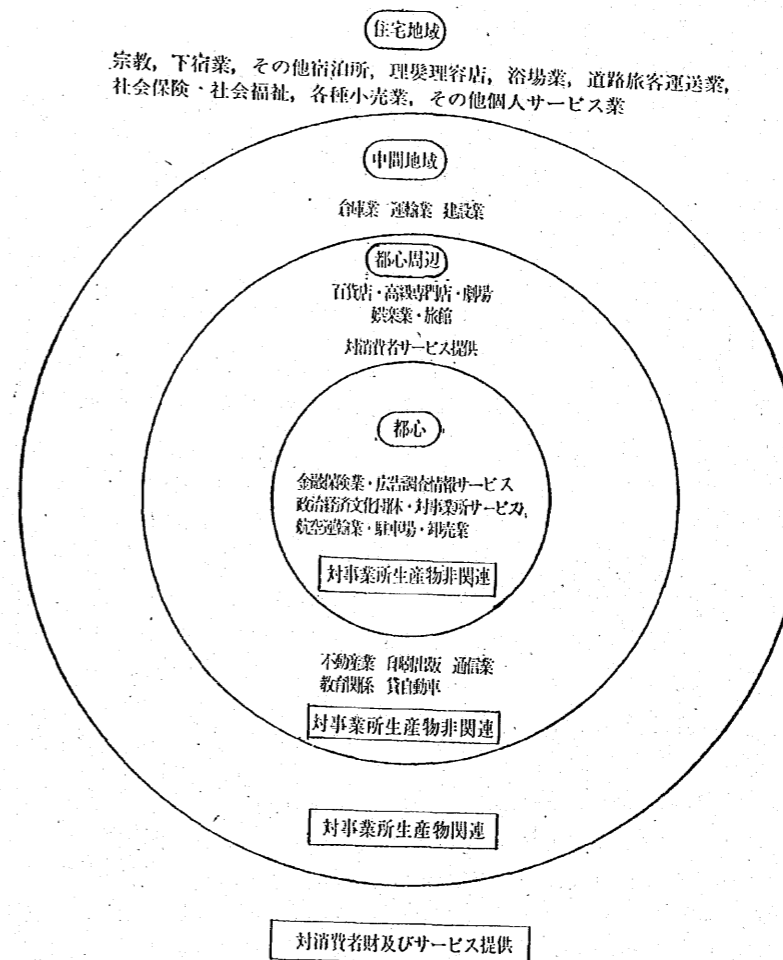 住宅地域
宗教, 下宿業, その他宿泊所, 理髪理容店, 浴場業, 道路旅客運送業,
社会保険・社会福祉, 各種小売業, その他個人サービス業
中間地域
倉庫業 運輸業 建設業
都心周辺
百貨店・高級専門店・劇場
娯楽業・旅館
対消費者サービス提供
都心
金融保険業・広告調査情報サービス
政治経済文化団体・対事業所サービス,
航空運輸業・駐車場・卸売業
対事業所生産物非関連
不動産業 印刷出版 通信業
教育関係 貸自動車
対事業所生産物非関連
対事業所生産物関連
対消費者財及びサービス提供